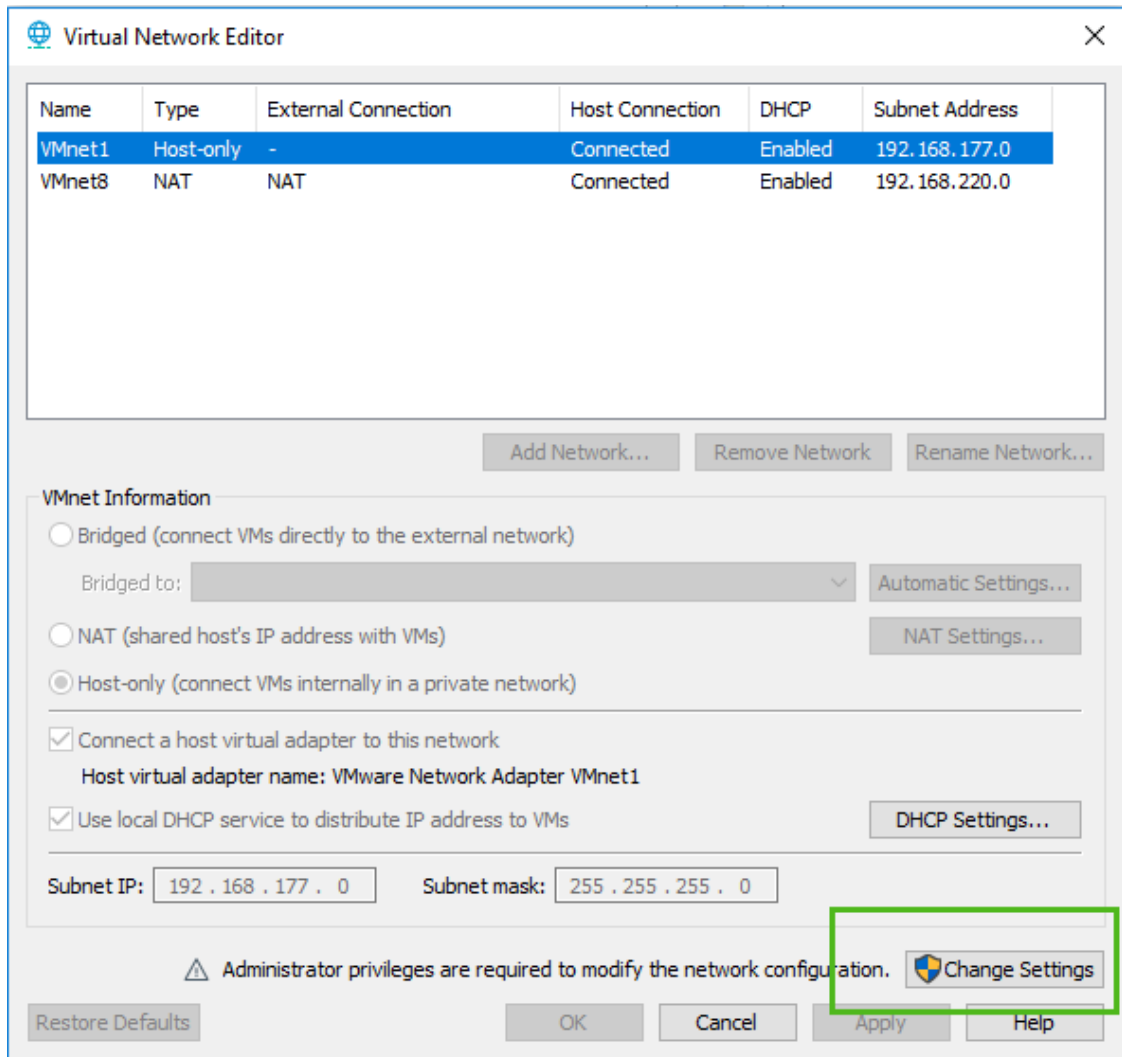 Virtual Network Editor
Name Type External Connection Host Connection DHCP Subnet Address
VMnet1 Host-only - Connected Enabled 192.168.177.0
VMnet8 NAT NAT Connected Enabled 192.168.220.0
Add Network... Remove Network Rename Network...
VMnet Information
Bridged (connect VMs directly to the external network)
Bridged to: Automatic Settings...
NAT (shared host's IP address with VMs) NAT Settings...
Host-only (connect VMs internally in a private network)
Connect a host virtual adapter to this network
Host virtual adapter name: VMware Network Adapter VMnet1
Use local DHCP service to distribute IP address to VMs DHCP Settings...
Subnet IP: 192 . 168 . 177 . 0 Subnet mask: 255 . 255 . 255 . 0
Administrator privileges are required to modify the network configuration. Change Settings
Restore Defaults OK Cancel Apply Help